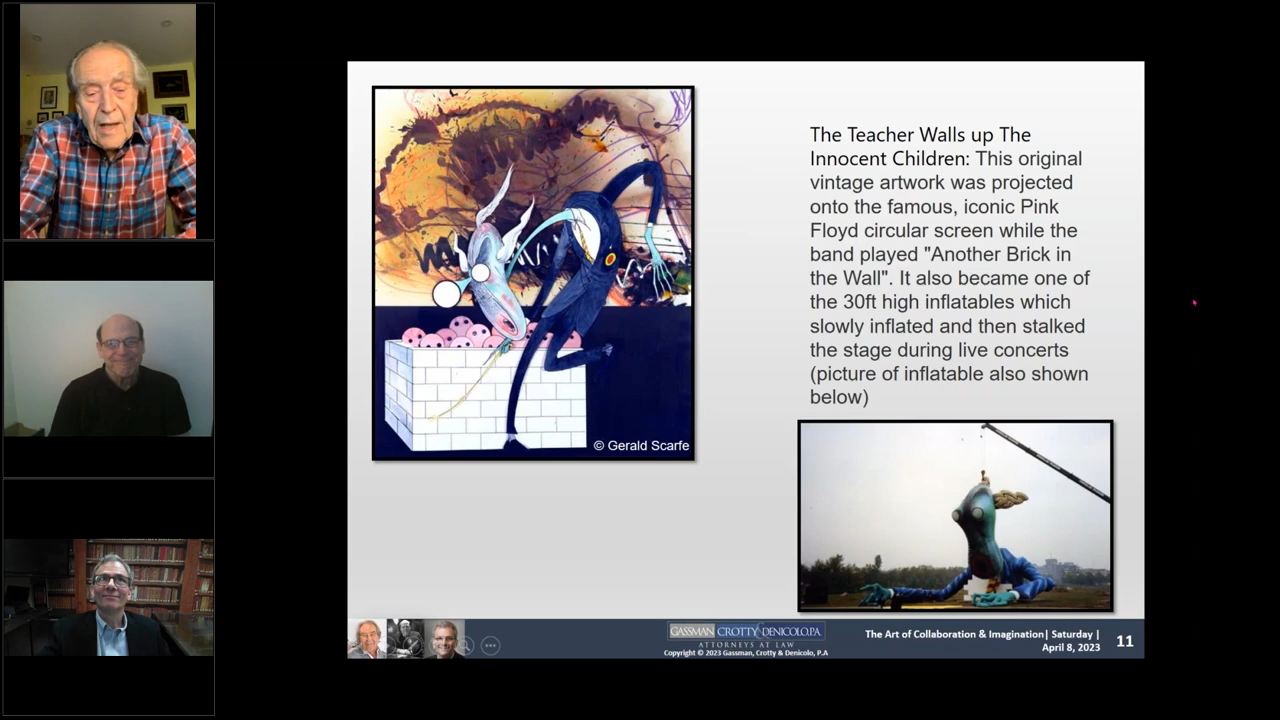 The Teacher Walls up The
Innocent Children: This original
vintage artwork was projected
onto the famous, iconic Pink
Floyd circular screen while the
band played "Another Brick in
the Wall". It also became one of
the 30ft high inflatables which
slowly inflated and then stalked
the stage during live concerts
(picture of inflatable also shown
below)
© Gerald Scarfe
GASSMAN CROTTY & DENICOLO, P.A.
ATTORNEYS AT LAW
Copyright © 2023 Gassman, Crotty & Denicolo, P.A
The Art of Collaboration & Imagination| Saturday |
April 8, 2023
11